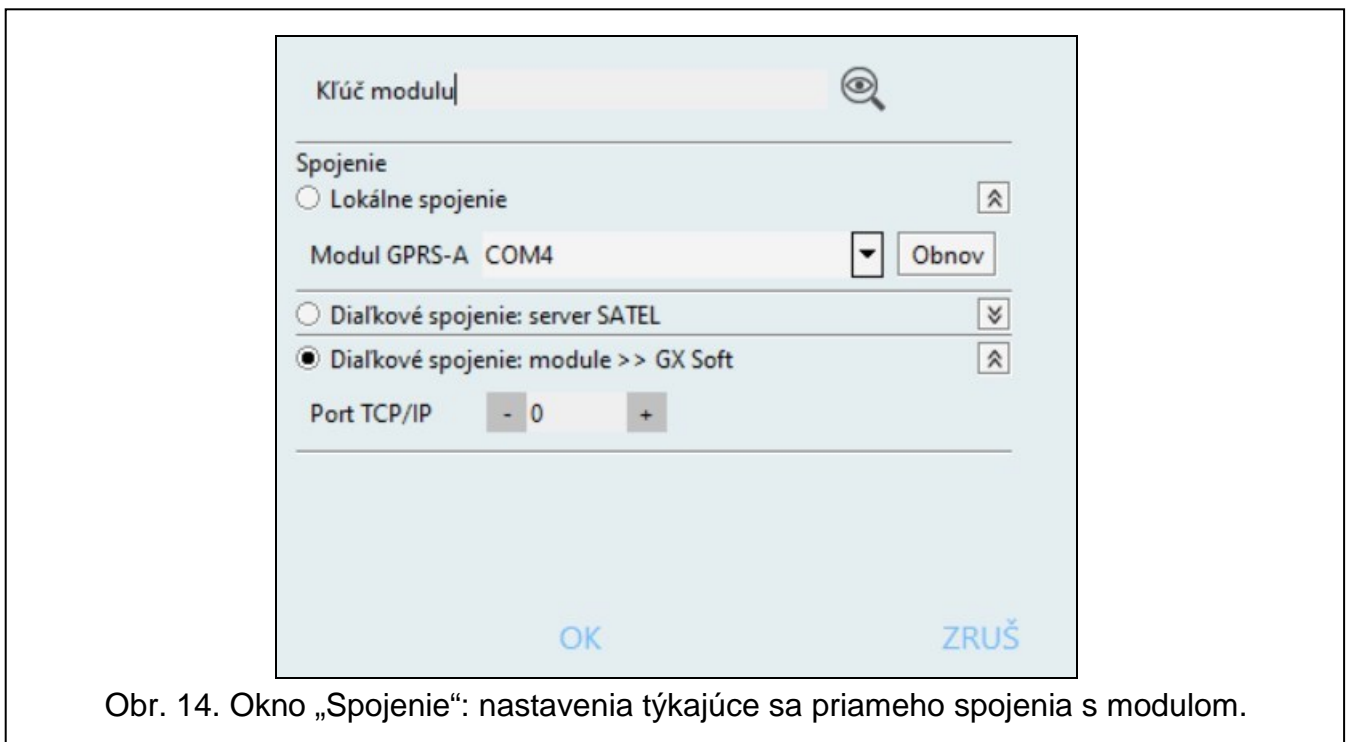 Kľúč modulu
Spojenie
Lokálne spojenie
Modul GPRS-A COM4 Obnov
Diaľkové spojenie: server SATEL
Diaľkové spojenie: module >> GX Soft
Port TCP/IP - 0 +
OK ZRUŠ
Obr. 14. Okno „Spojenie“: nastavenia týkajúce sa priameho spojenia s modulom.